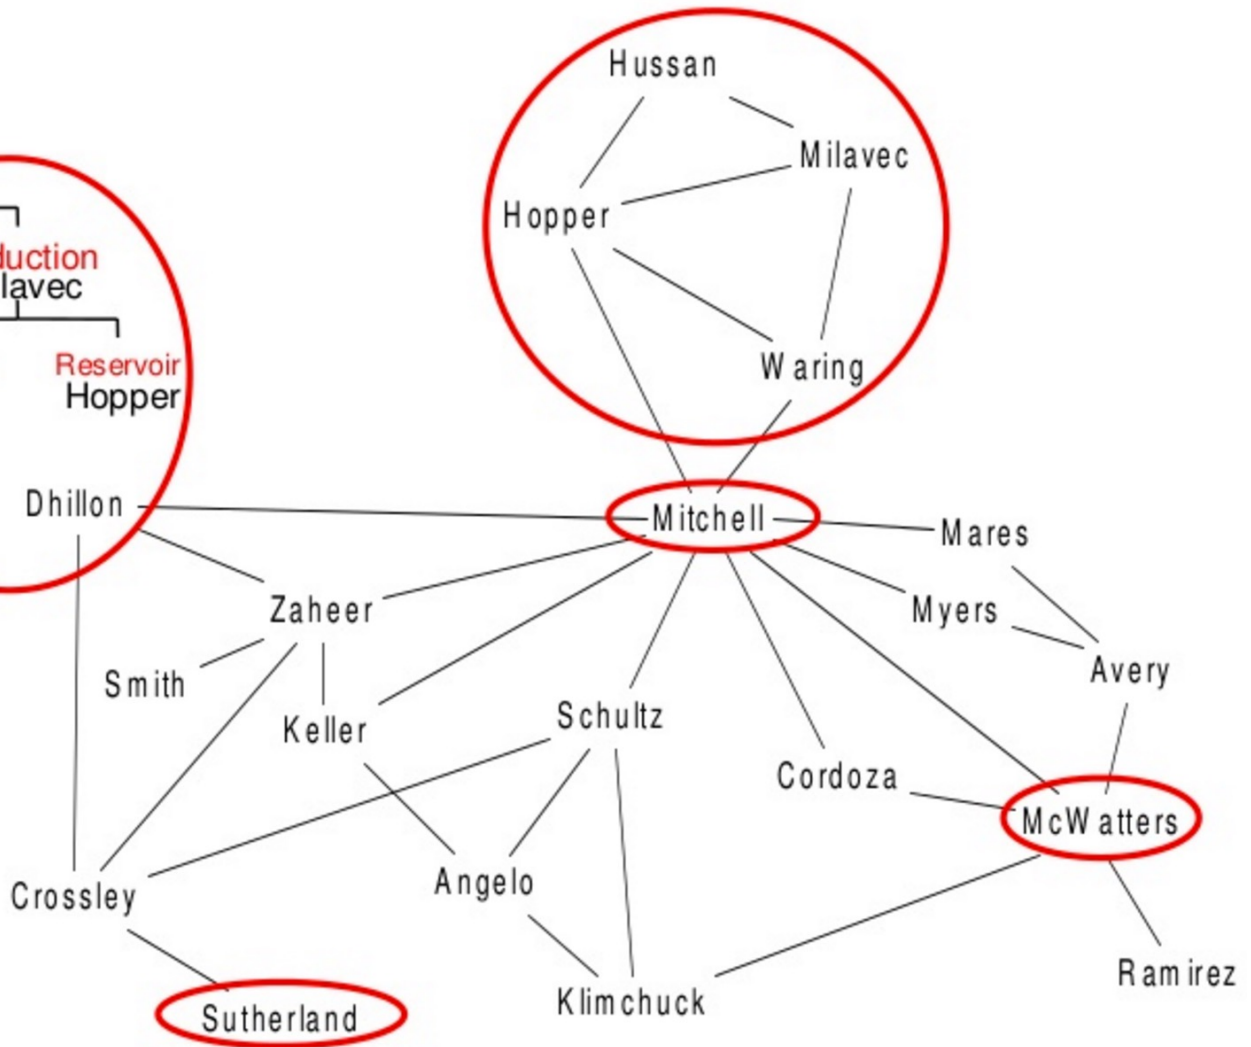 Hussan
Milavec
Hopper
duction
lavec
Reservoir
Hopper
Waring
Dhillon
Mitchell
Mares
Zaheer
Myers
Avery
Smith
Keller
Schultz
Cordoza
McWatters
Angelo
Crossley
Ramirez
Klimchuck
Sutherland